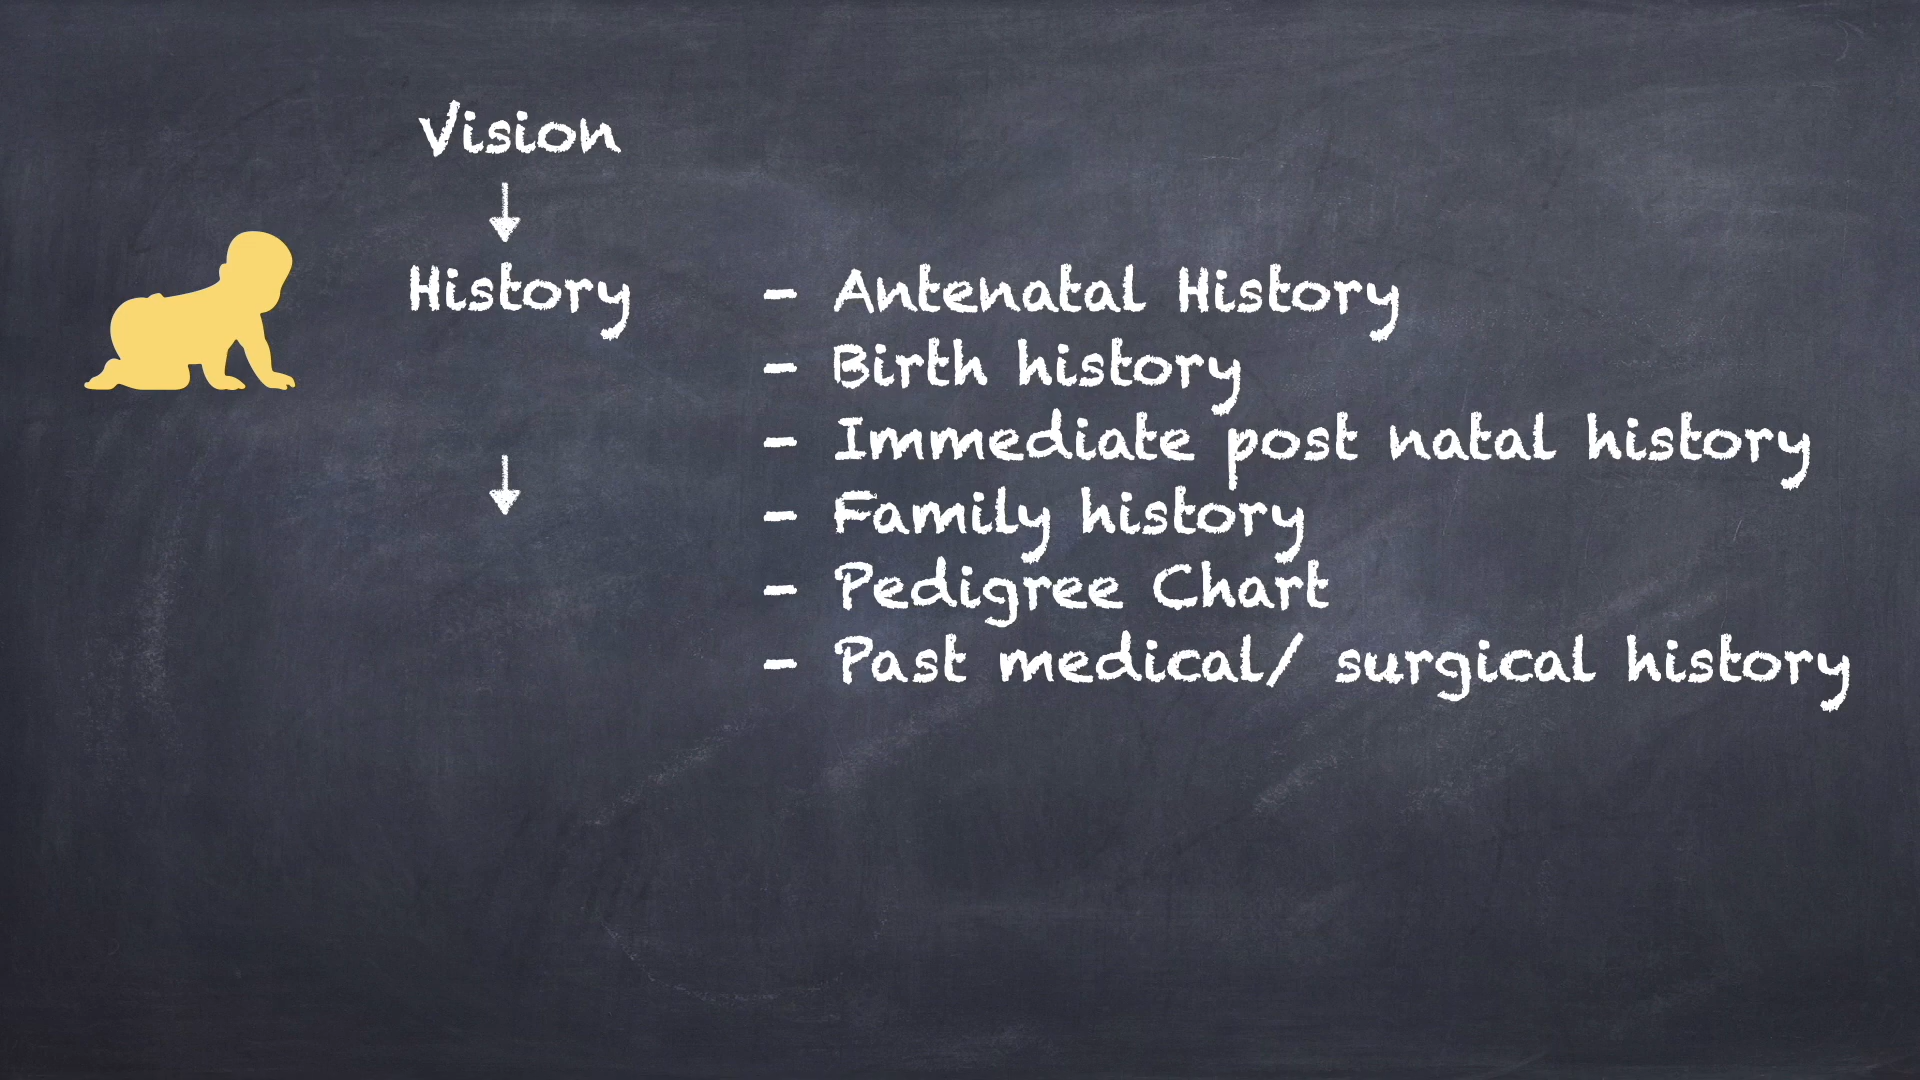 Vision
History
- Antenatal History
- Birth history
- Immediate post natal history
- Family history
- Pedigree Chart
- Past medical/ surgical history